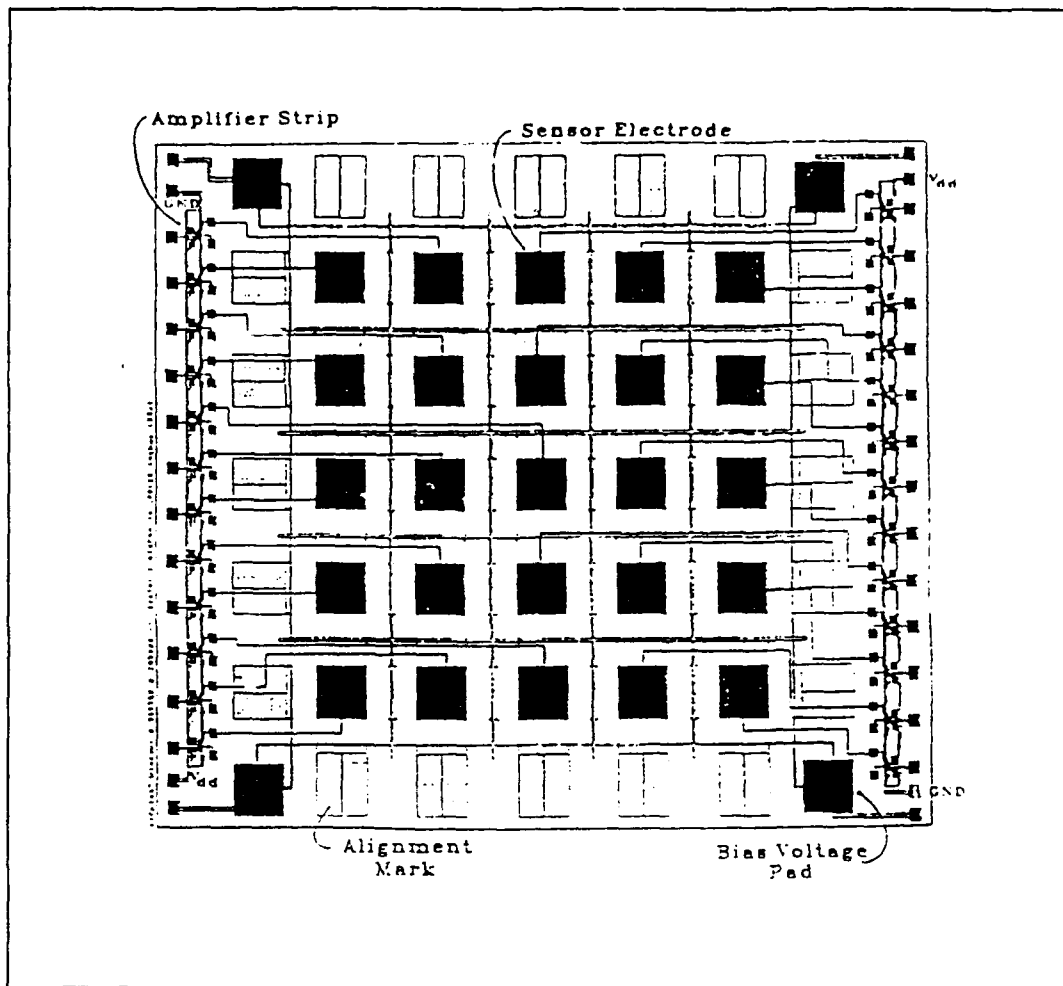 Amplifier Strip
Sensor Electrode
GND
Vdd
Vdd
GND
Alignment
Mark
Bias Voltage
Pad